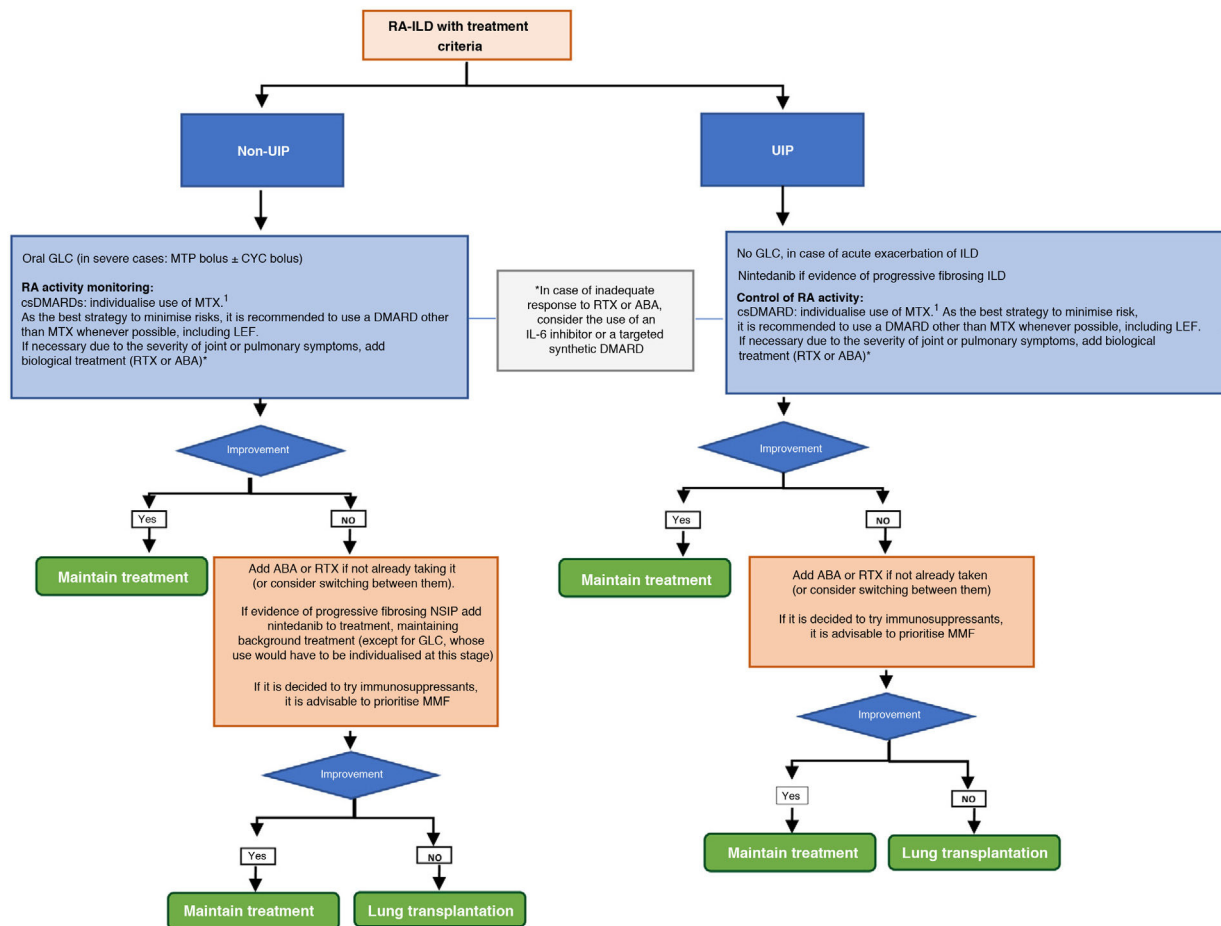 RA-ILD with treatment
criteria
Non-UIP
UIP
Oral GLC (in severe cases: MTP bolus ± CYC bolus)
RA activity monitoring:
csDMARDs: individualise use of MTX.1
As the best strategy to minimise risks, it is recommended to use a DMARD other
than MTX whenever possible, including LEF.
If necessary due to the severity of joint or pulmonary symptoms, add
biological treatment (RTX or ABA)*
*In case of inadequate
response to RTX or ABA,
consider the use of an
IL-6 inhibitor or a targeted
synthetic DMARD
No GLC, in case of acute exacerbation of ILD
Nintedanib if evidence of progressive fibrosing ILD
Control of RA activity:
csDMARD: individualise use of MTX.1 As the best strategy to minimise risk,
it is recommended to use a DMARD other than MTX whenever possible, including LEF.
If necessary due to the severity of joint or pulmonary symptoms, add biological
treatment (RTX or ABA)*
Improvement
Yes
NO
Maintain treatment
Add ABA or RTX if not already taking it
(or consider switching between them).
If evidence of progressive fibrosing NSIP add
nintedanib to treatment, maintaining
background treatment (except for GLC, whose
use would have to be individualised at this stage)
If it is decided to try immunosuppressants,
it is advisable to prioritise MMF
Improvement
Yes
NO
Maintain treatment
Lung transplantation
Improvement
Yes
NO
Maintain treatment
Add ABA or RTX if not already taken
(or consider switching between them)
If it is decided to try immunosuppressants,
it is advisable to prioritise MMF
Improvement
Yes
NO
Maintain treatment
Lung transplantation